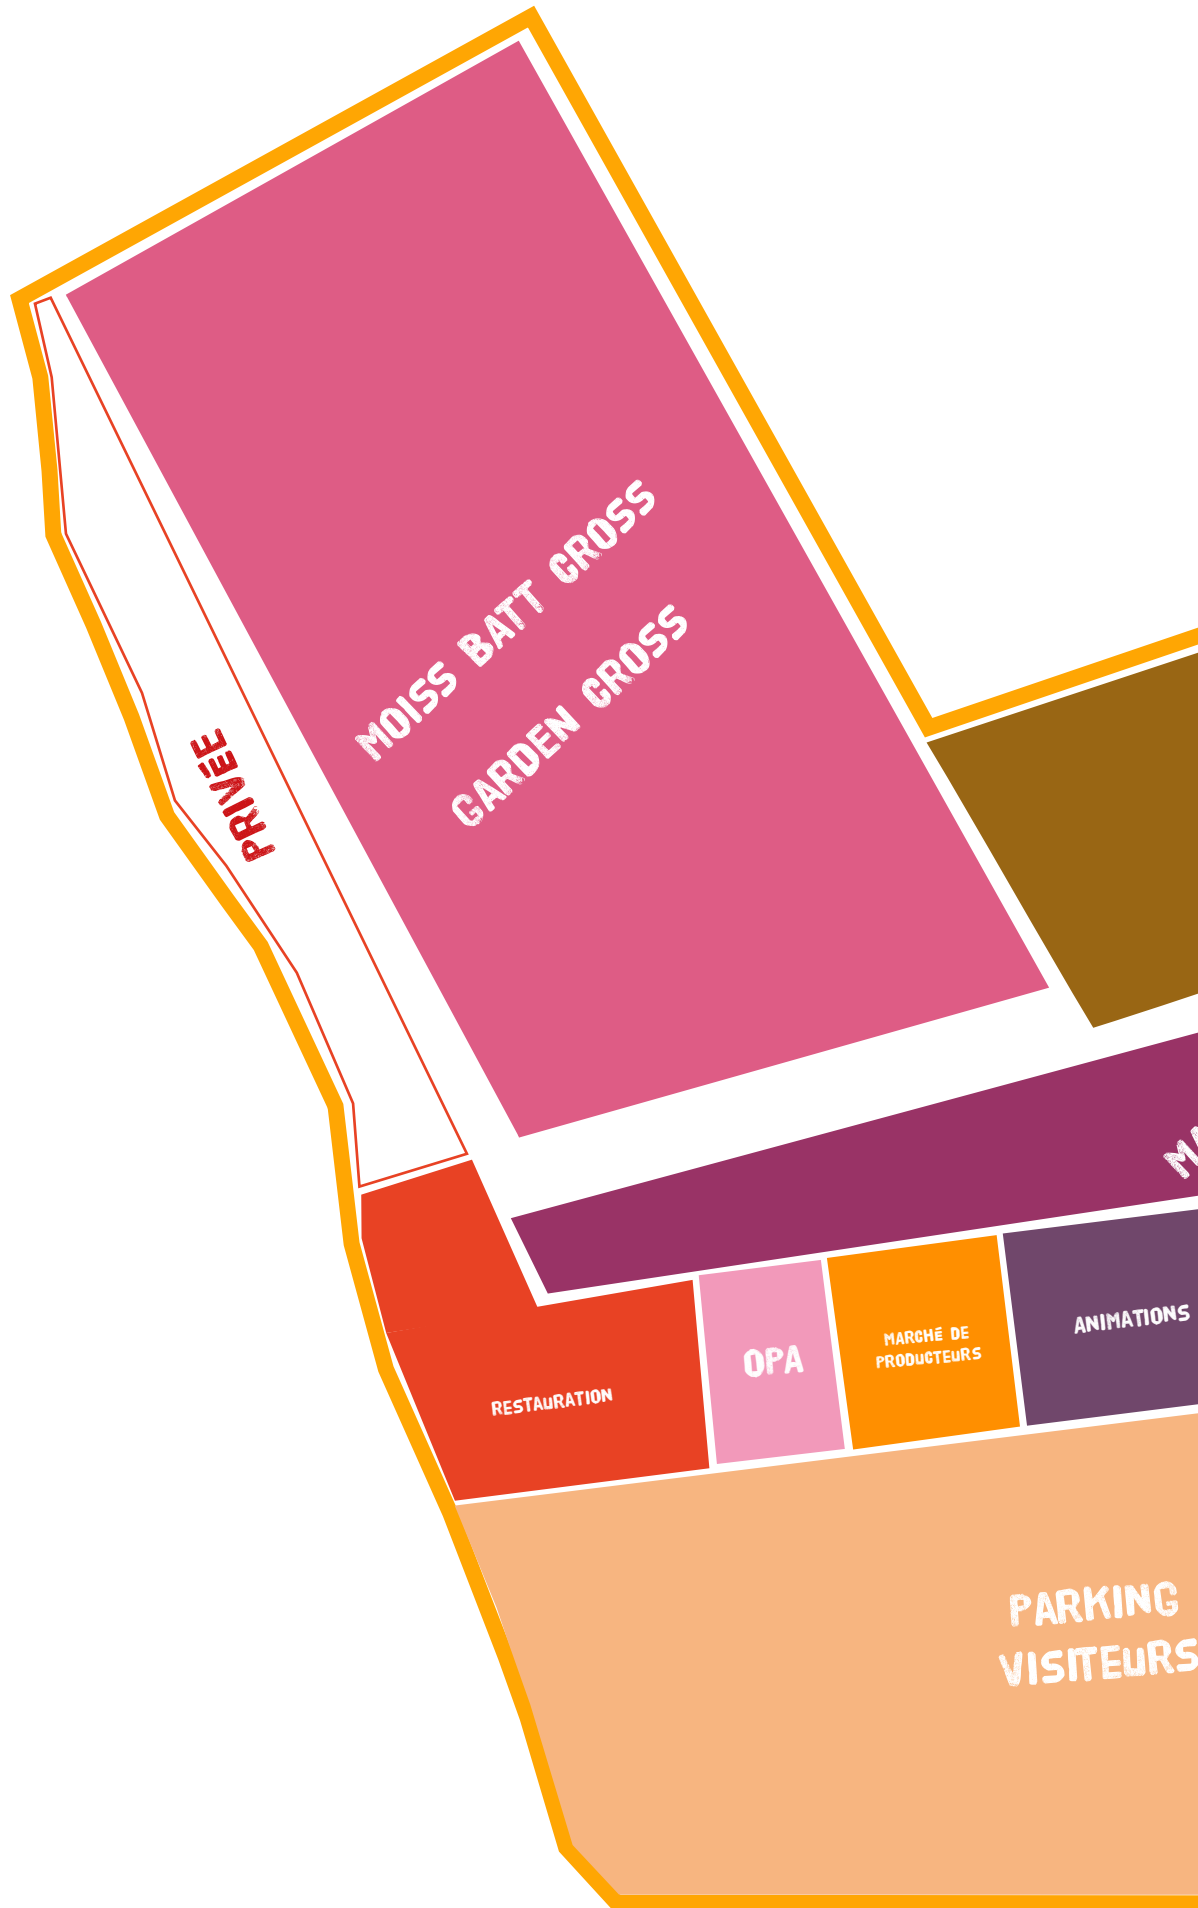 MOISS BATT CROSS
GARDEN CROSS
PRIVÉE
ANIMATIONS
MARCHÉ DE
PRODUCTEURS
OPA
RESTAURATION
PARKING
VISITEURS